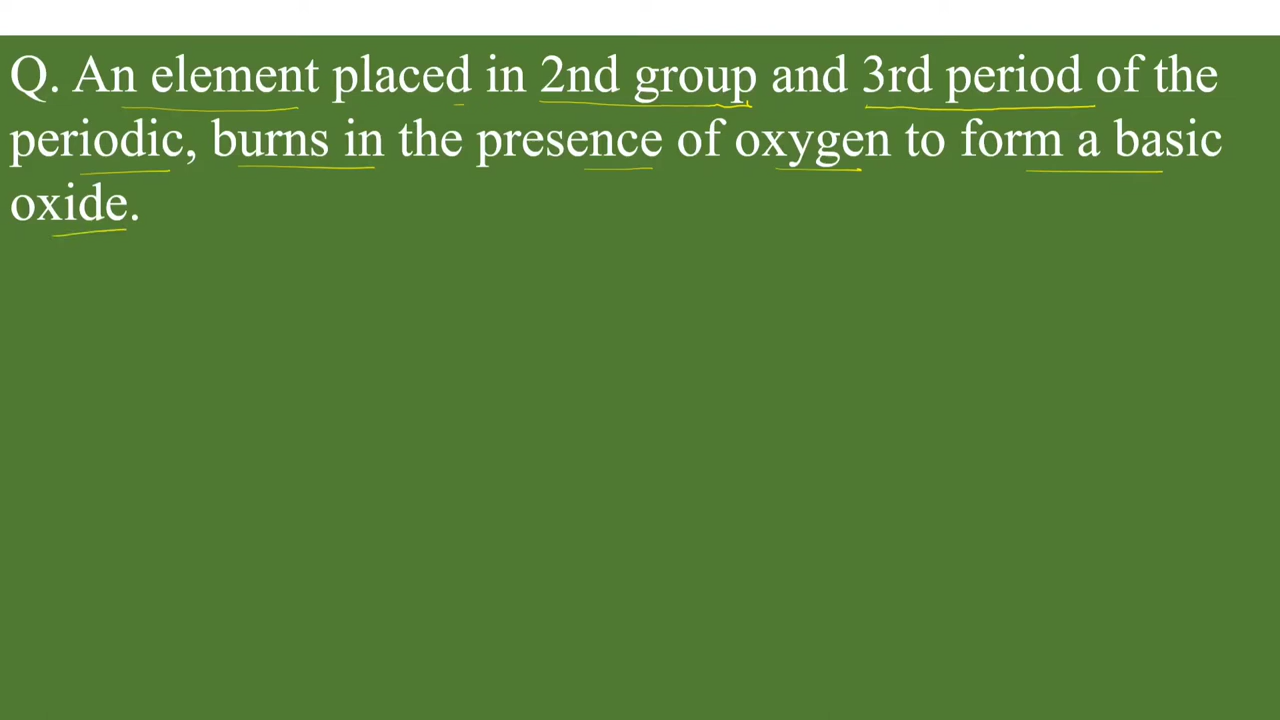 Q. An element placed in 2nd group and 3rd period of the
periodic, burns in the presence of oxygen to form a basic
oxide.